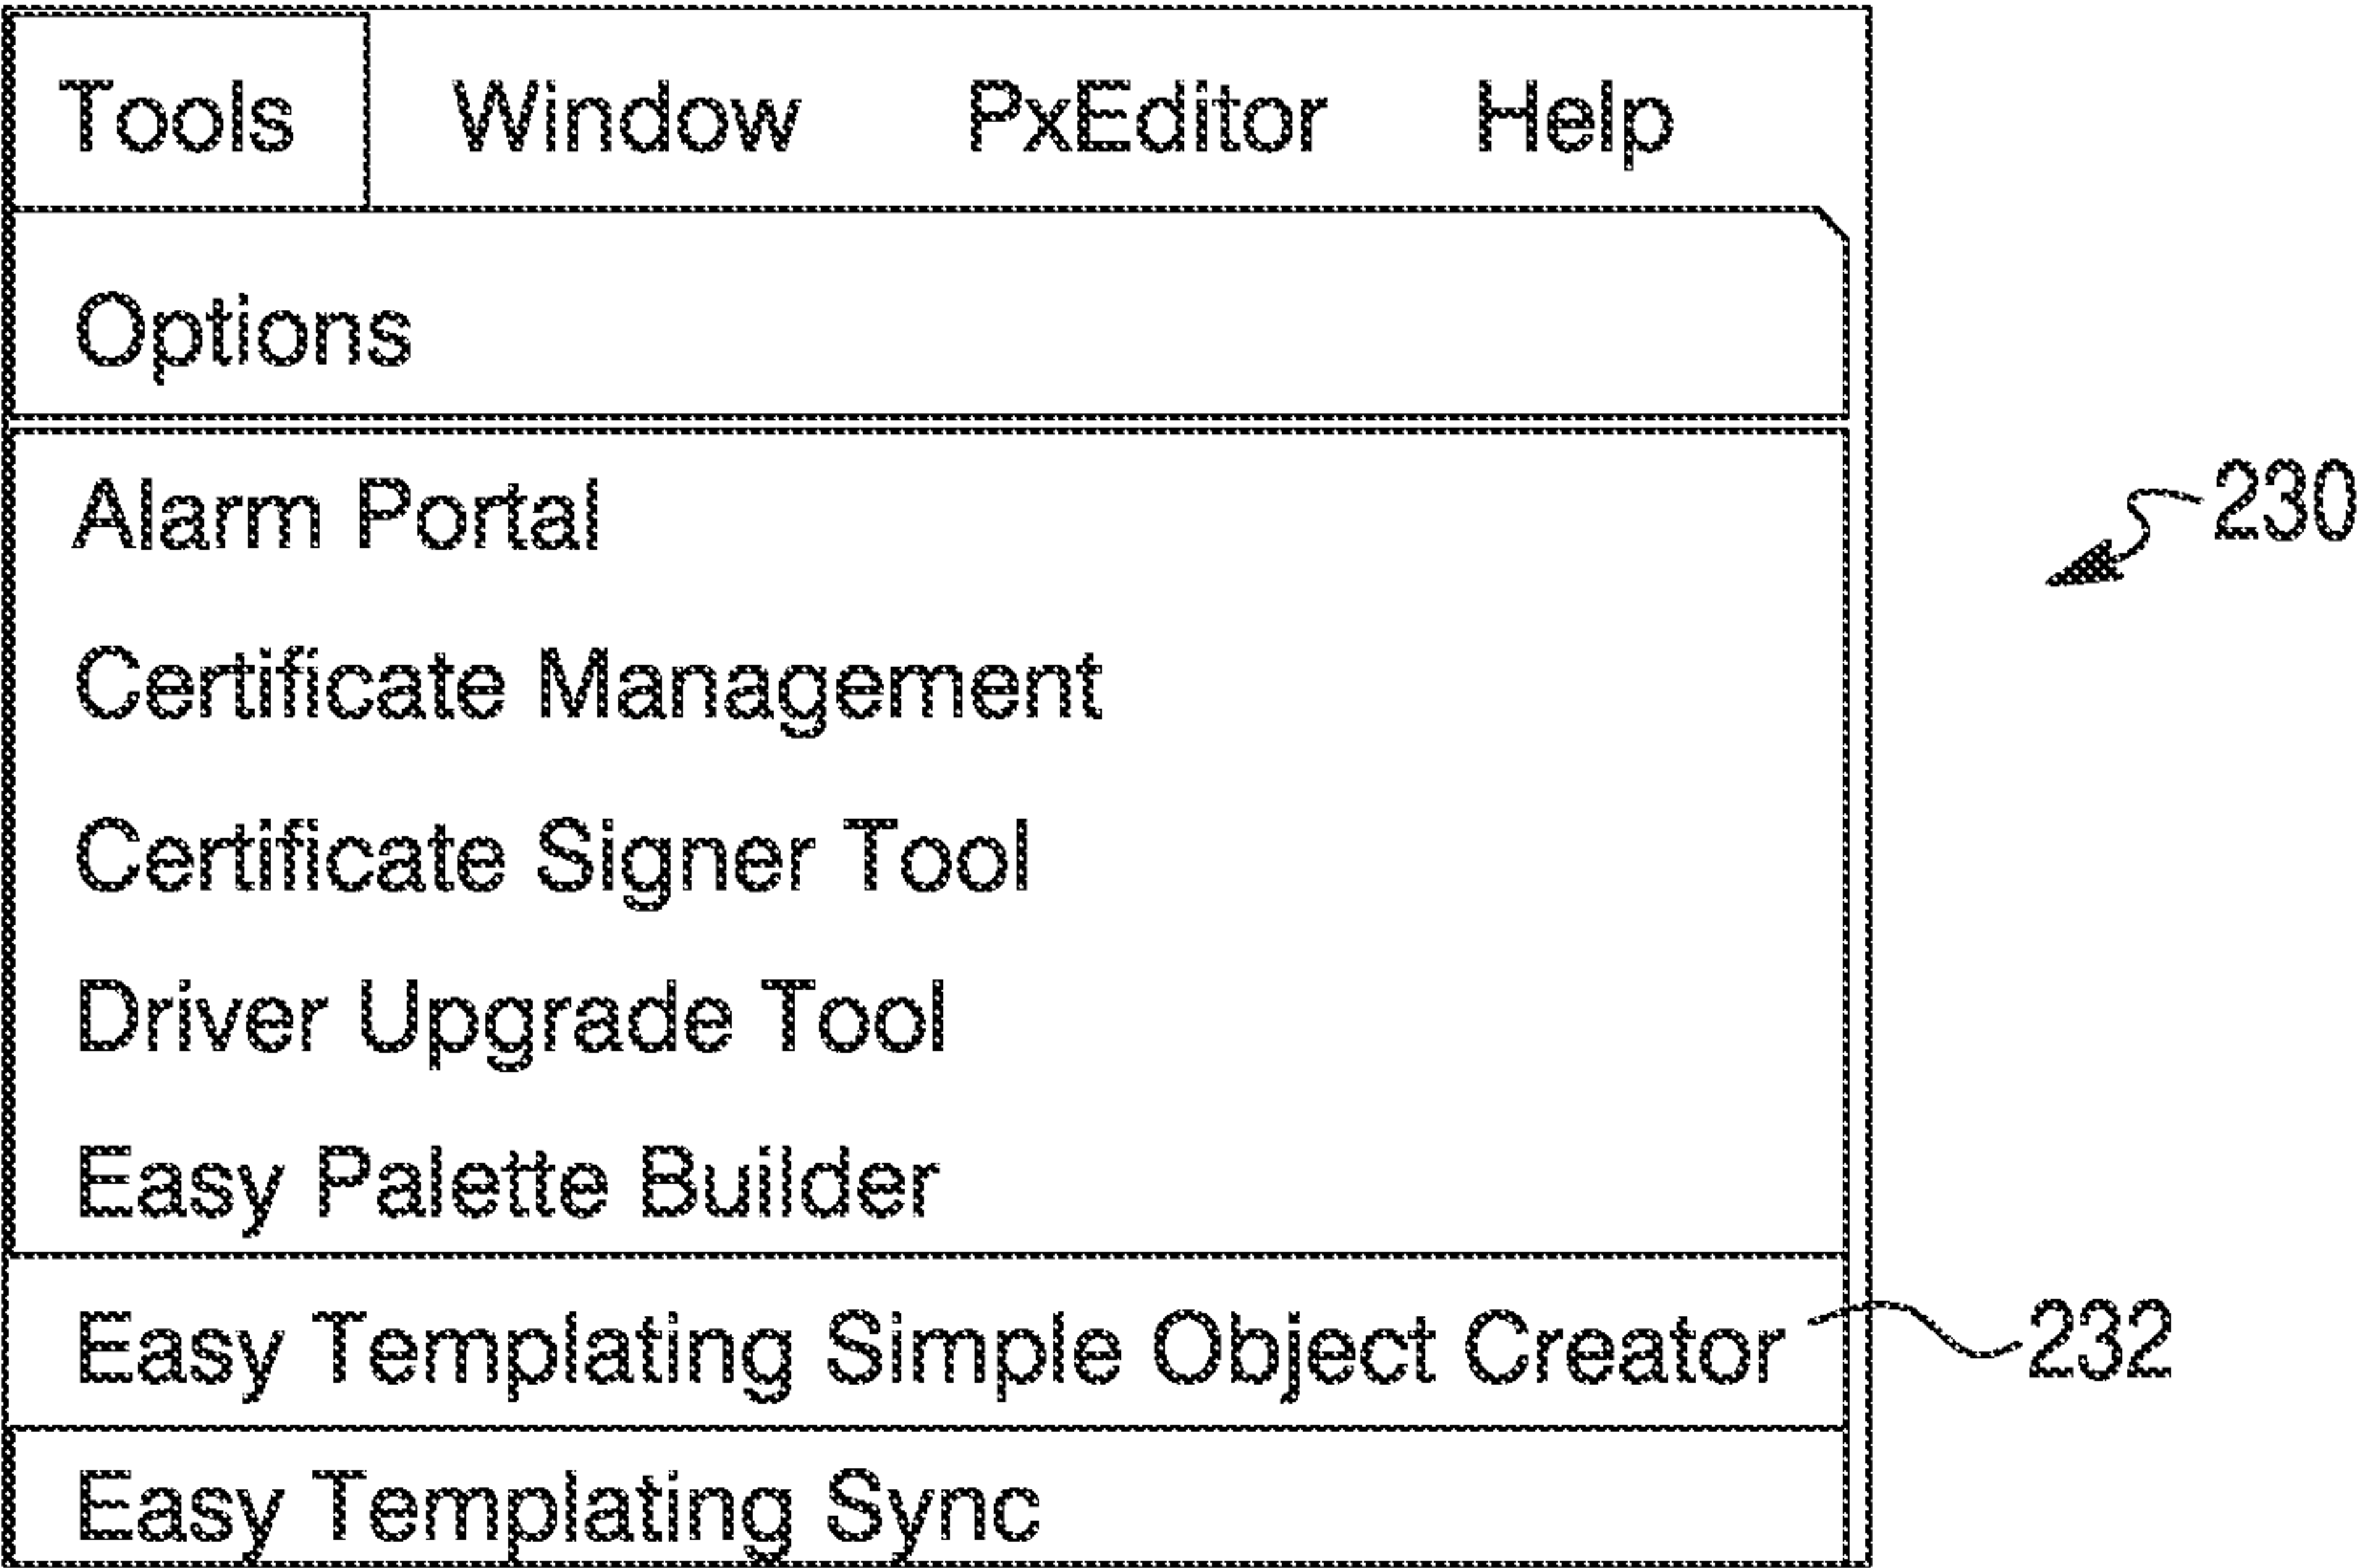 Tools Window PxEditor Help
Options
Alarm Portal
230
Certificate Management
Certificate Signer Tool
Driver Upgrade Tool
Easy Palette Builder
Easy Templating Simple Object Creator 232
Easy Templating Sync